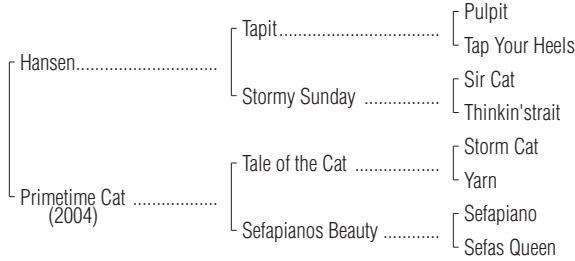 Pulpit
Tapit
Tap Your Heels
Hansen
Sir Cat
Stormy Sunday
Thinkin'strait
Storm Cat
Tale of the Cat
Yarn
Primetime Cat
(2004)
Sefapiano
Sefapianos Beauty
Sefas Queen